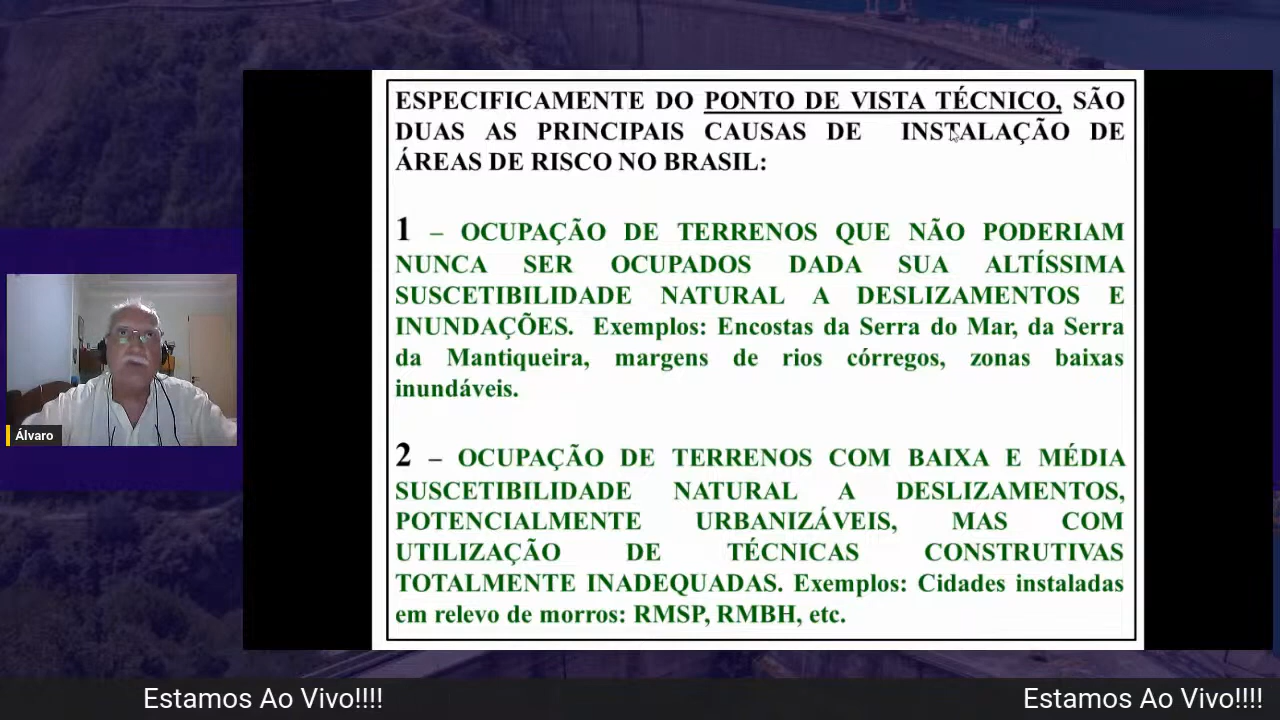 ESPECIFICAMENTE DO PONTO DE VISTA TÉCNICO, SÃO
DUAS AS PRINCIPAIS CAUSAS DE INSTALAÇÃO DE
ÁREAS DE RISCO NO BRASIL:
1 – OCUPAÇÃO DE TERRENOS QUE NÃO PODERIAM
NUNCA SER OCUPADOS DADA SUA ALTÍSSIMA
SUSCETIBILIDADE NATURAL A DESLIZAMENTOS E
INUNDAÇÕES. Exemplos: Encostas da Serra do Mar, da Serra
da Mantiqueira, margens de rios córregos, zonas baixas
inundáveis.
2 – OCUPAÇÃO DE TERRENOS COM BAIXA E MÉDIA
SUSCETIBILIDADE NATURAL A DESLIZAMENTOS,
POTENCIALMENTE URBANIZÁVEIS, MAS COM
UTILIZAÇÃO DE TÉCNICAS CONSTRUTIVAS
TOTALMENTE INADEQUADAS. Exemplos: Cidades instaladas
em relevo de morros: RMSP, RMBH, etc.
Álvaro
Estamos Ao Vivo!!!! Estamos Ao Vivo!!!!